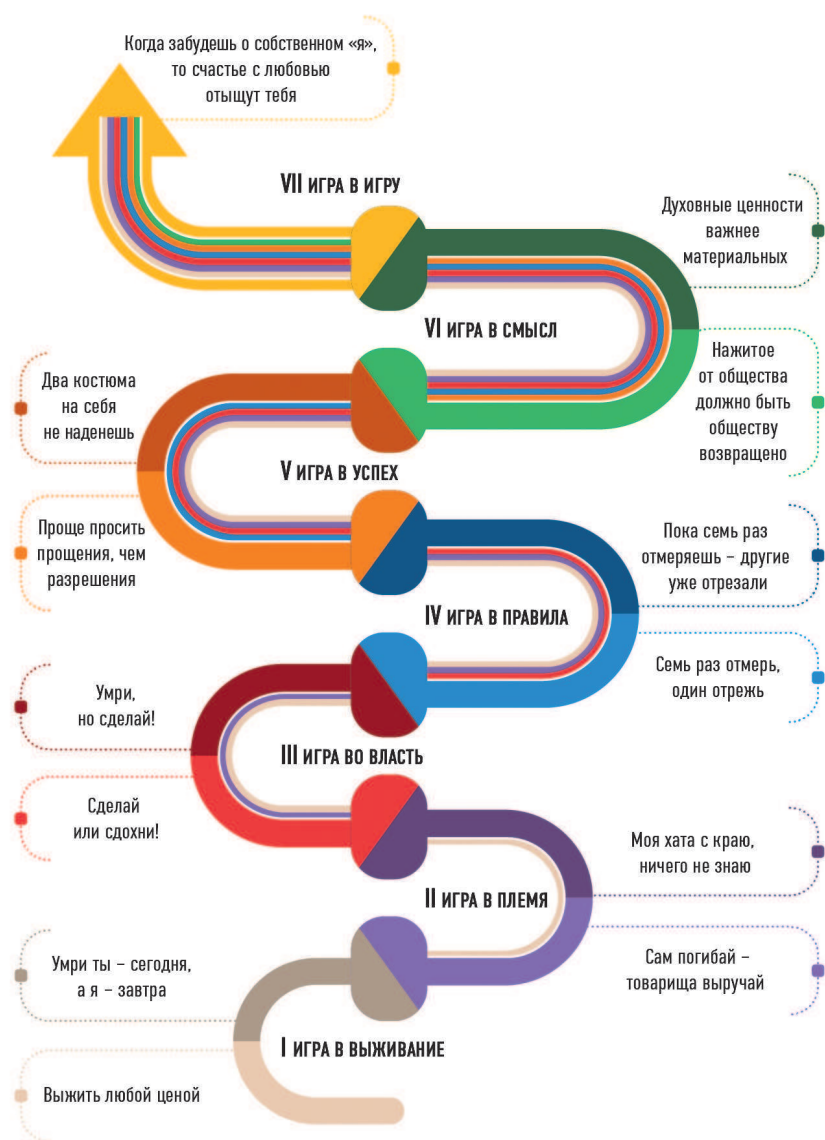 Когда забудешь о собственном «я»,
то счастье с любовью
отыщут тебя
VII ИГРА В ИГРУ
Духовные ценности
важнее
материальных
VI ИГРА В СМЫСЛ
Нажитое
от общества
должно быть
обществу
возвращено
Два костюма
на себя
не наденешь
V ИГРА В УСПЕХ
Проще просить
прощения, чем
разрешения
Пока семь раз
отмеряешь – другие
уже отрезали
IV ИГРА В ПРАВИЛА
Семь раз отмерь,
один отрежь
Умри,
но сделай!
III ИГРА ВО ВЛАСТЬ
Сделай
или сдохни!
Моя хата с краю,
ничего не знаю
II ИГРА В ПЛЕМЯ
Сам погибай –
товарища выручай
Умри ты – сегодня,
а я – завтра
I ИГРА В ВЫЖИВАНИЕ
Выжить любой ценой